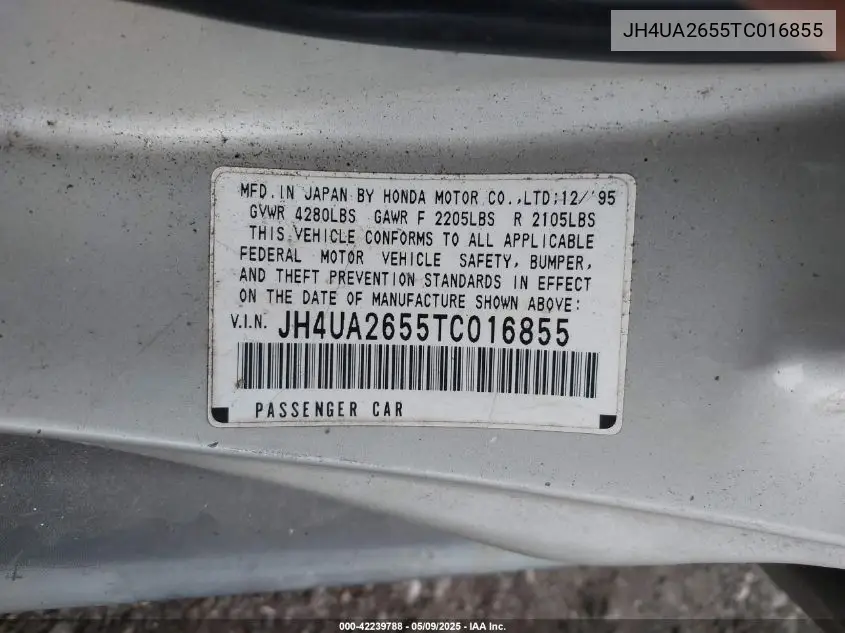 JH4UA2655TC016855
MFD. IN JAPAN BY HONDA MOTOR CO.,LTD;12/'95
GVWR 4280LBS GAWR F 2205LBS R 2105LBS
THIS VEHICLE CONFORMS TO ALL APPLICABLE
FEDERAL MOTOR VEHICLE SAFETY, BUMPER,
AND THEFT PREVENTION STANDARDS IN EFFECT
ON THE DATE OF MANUFACTURE SHOWN ABOVE:
V.I.N. JH4UA2655TC016855
PASSENGER CAR
000-42239788 - 05/09/2025 - IAA Inc.